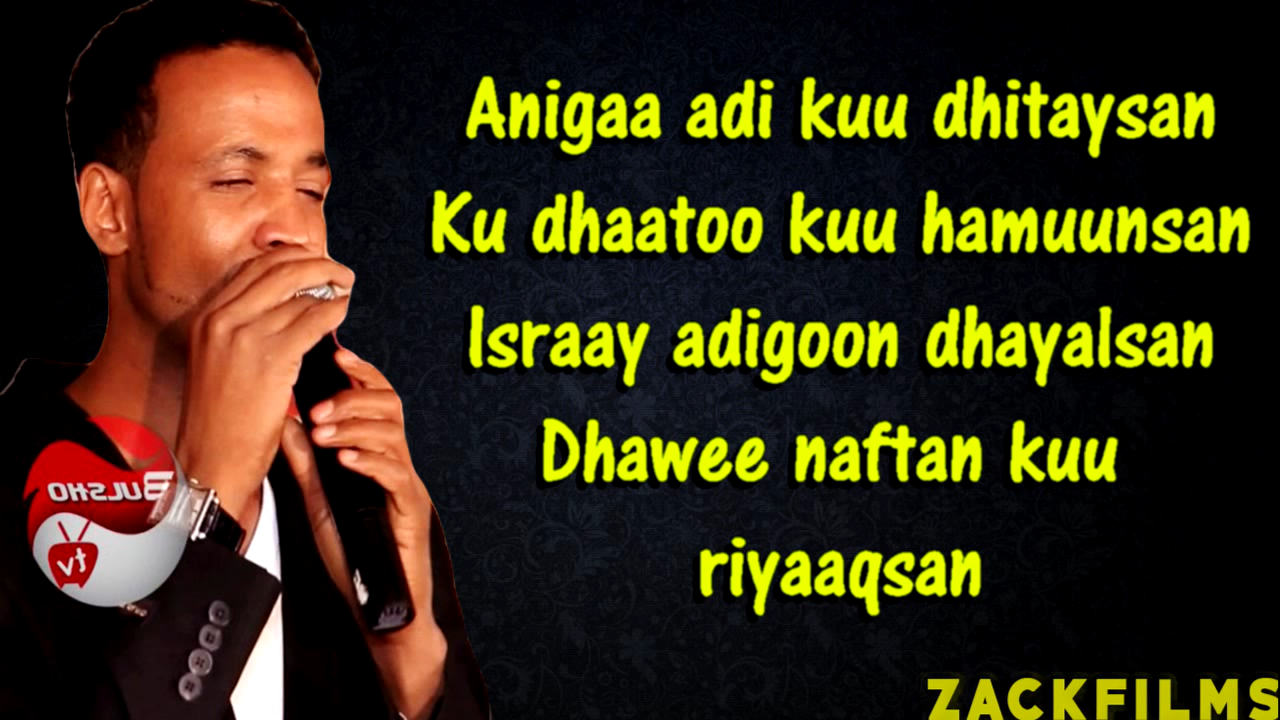 Anigaa adi kuu dhitaysan
Ku dhaatoo kuu hamuunsan
Israay adigoon dhayalsan
Dhawee naftan kuu
riyaaqsan
BULSHO
tv
ZACKFILMS